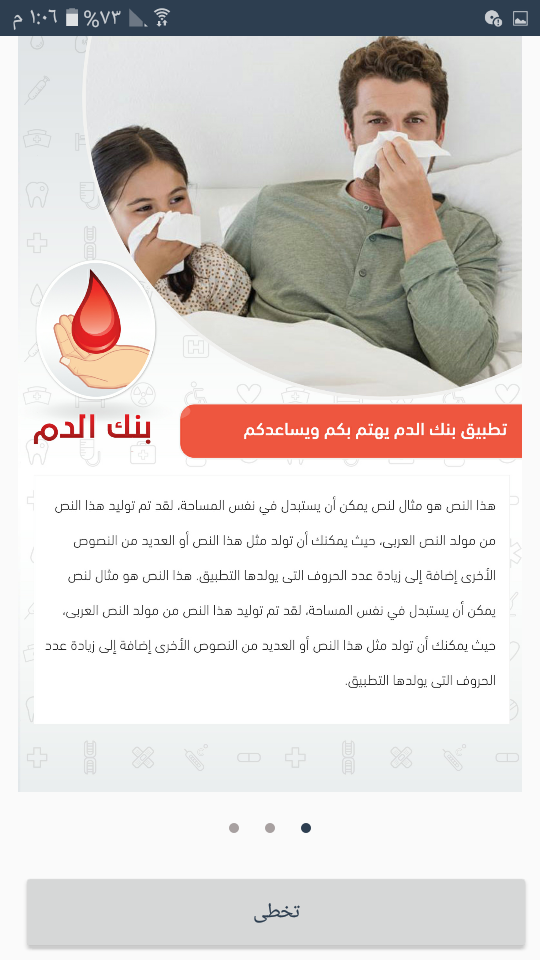 ١:٠٦ م
%٧٣
بنك الدم
تطبيق بنك الدم يهتم بكم ويساعدكم
هذا النص هو مثال لنص يمكن أن يستبدل في نفس المساحة، لقد تم توليد هذا النص
من مولد النص العربى، حيث يمكنك أن تولد مثل هذا النص أو العديد من النصوص
الأخرى إضافة إلى زيادة عدد الحروف التى يولدها التطبيق. هذا النص هو مثال لنص
يمكن أن يستبدل في نفس المساحة، لقد تم توليد هذا النص من مولد النص العربى،
حيث يمكنك أن تولد مثل هذا النص أو العديد من النصوص الأخرى إضافة إلى زيادة عدد
الحروف التى يولدها التطبيق.
تخطى